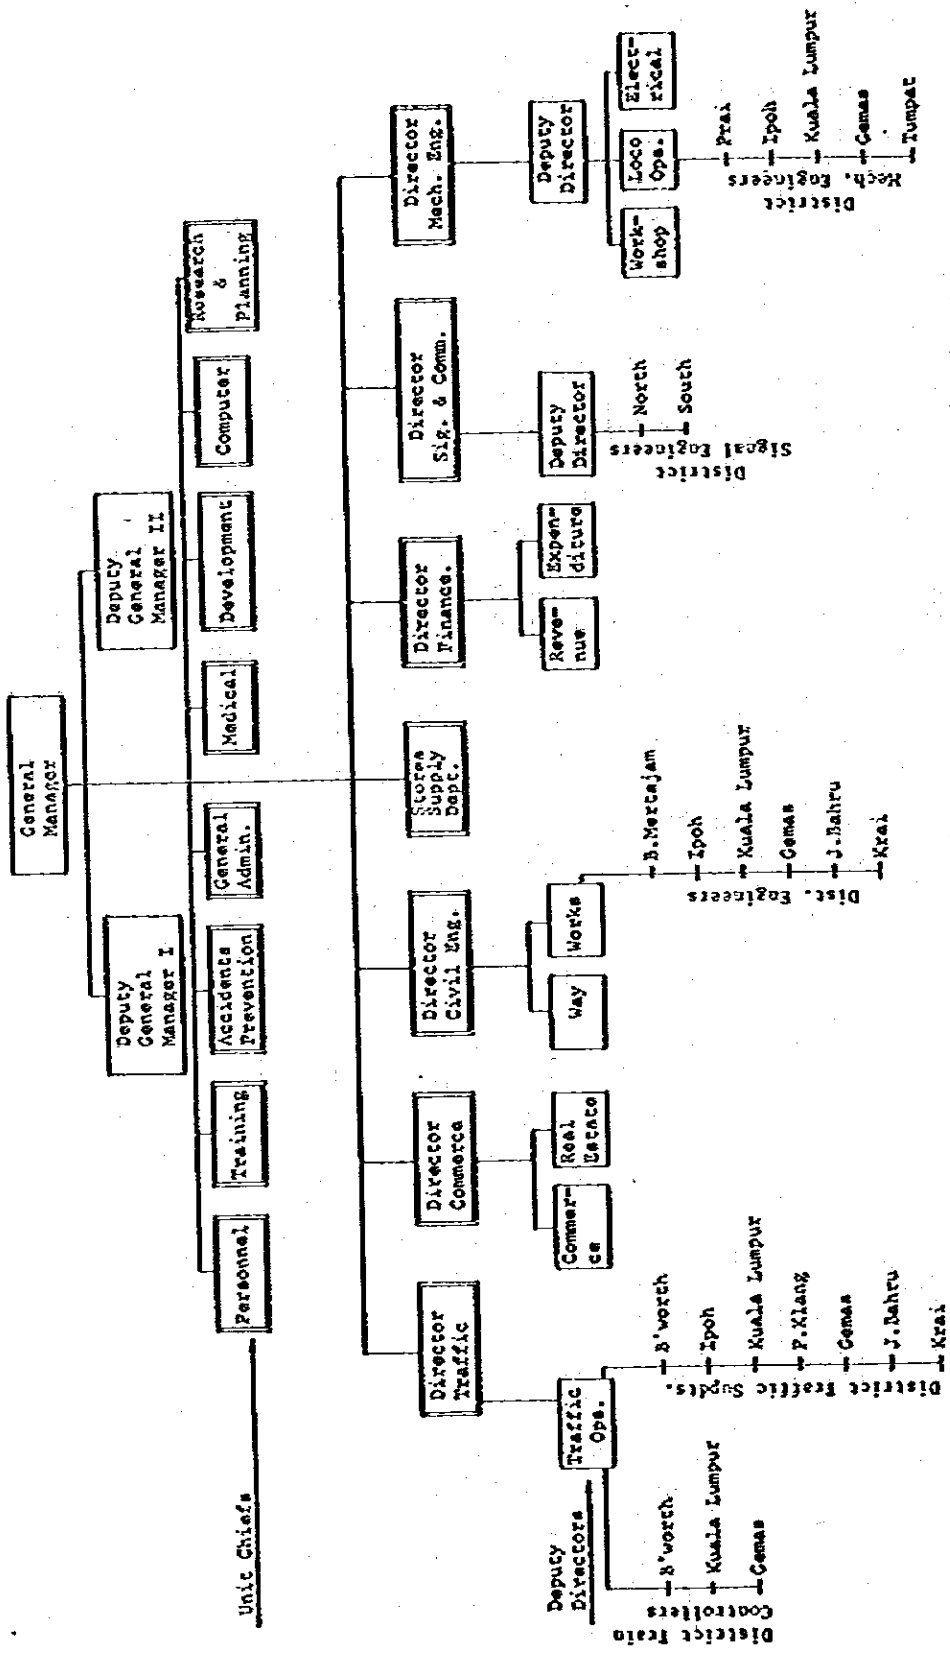 General
Manager
Deputy
General
Manager I
Deputy
General
Manager II
Unit Chiefs
Personnel
Training
Accidents
Prevention
General
Admin.
Medical
Development
Computer
Research
&
Planning
Director
Traffic
Director
Commerce
Director
Civil Eng.
Stores
Supply
Dept.
Director
Finance.
Director
Sig. & Comm.
Director
Mech. Eng.
Deputy
Directors
Traffic
Ops.
Commer-
ce
Real
Estate
Way
Works
Reve-
nue
Expen-
diture
Deputy
Director
Deputy
Director
Work-
shop
Loco
Ops.
Elect-
rical
District Train
Controllers
B'worth
Kuala Lumpur
Gemas
District Traffic Supdts.
B'worth
Ipoh
Kuala Lumpur
P.Klang
Gemas
J.Bahru
Krai
Dist. Engineers
B.Mertajam
Ipoh
Kuala Lumpur
Gemas
J.Bahru
Krai
District
Signal Engineers
North
South
District
Mech. Engineers
Prai
Ipoh
Kuala Lumpur
Gemas
Tumpat